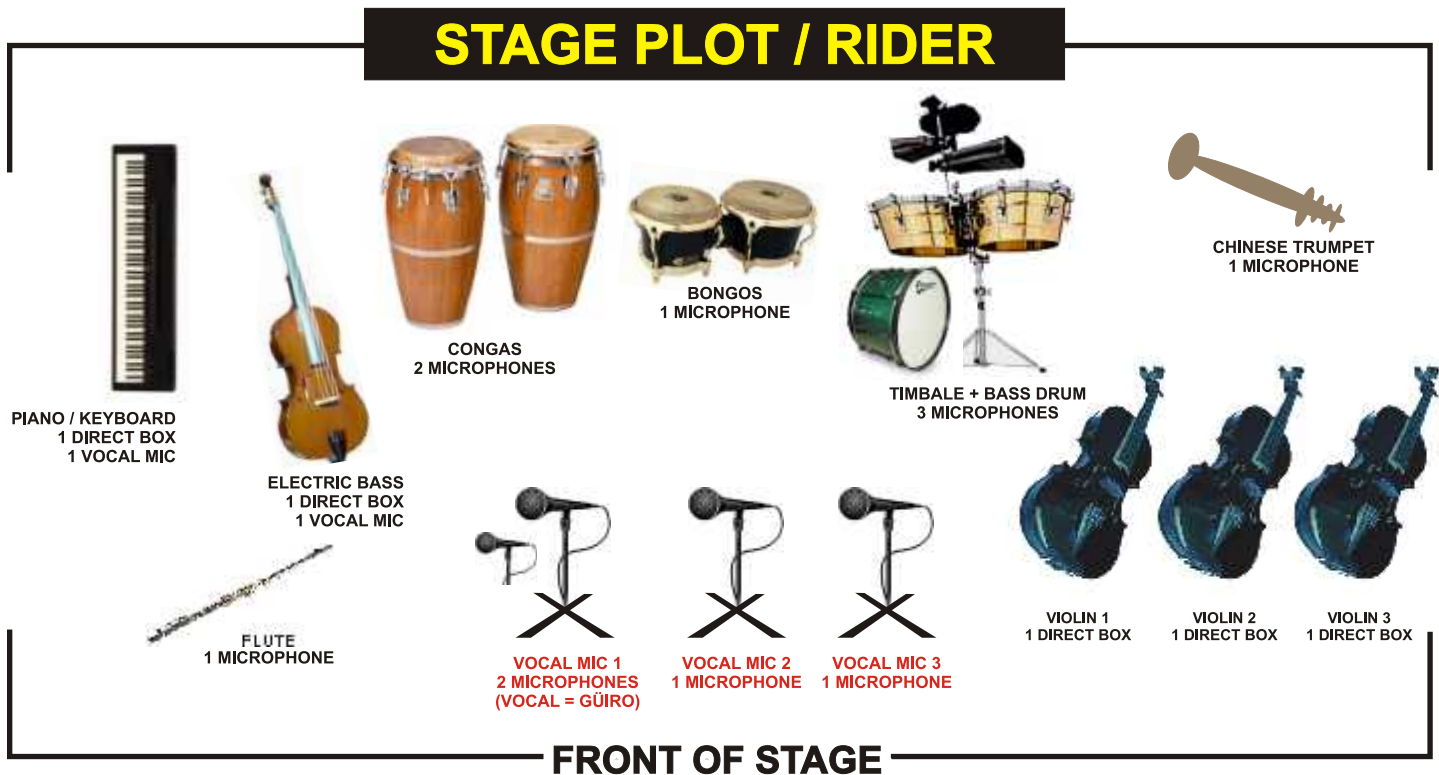 STAGE PLOT / RIDER
PIANO / KEYBOARD
1 DIRECT BOX
1 VOCAL MIC
ELECTRIC BASS
1 DIRECT BOX
1 VOCAL MIC
CONGAS
2 MICROPHONES
BONGOS
1 MICROPHONE
TIMBALE + BASS DRUM
3 MICROPHONES
CHINESE TRUMPET
1 MICROPHONE
FLUTE
1 MICROPHONE
VOCAL MIC 1
2 MICROPHONES
(VOCAL = GÜIRO)
VOCAL MIC 2
1 MICROPHONE
VOCAL MIC 3
1 MICROPHONE
VIOLIN 1
1 DIRECT BOX
VIOLIN 2
1 DIRECT BOX
VIOLIN 3
1 DIRECT BOX
FRONT OF STAGE